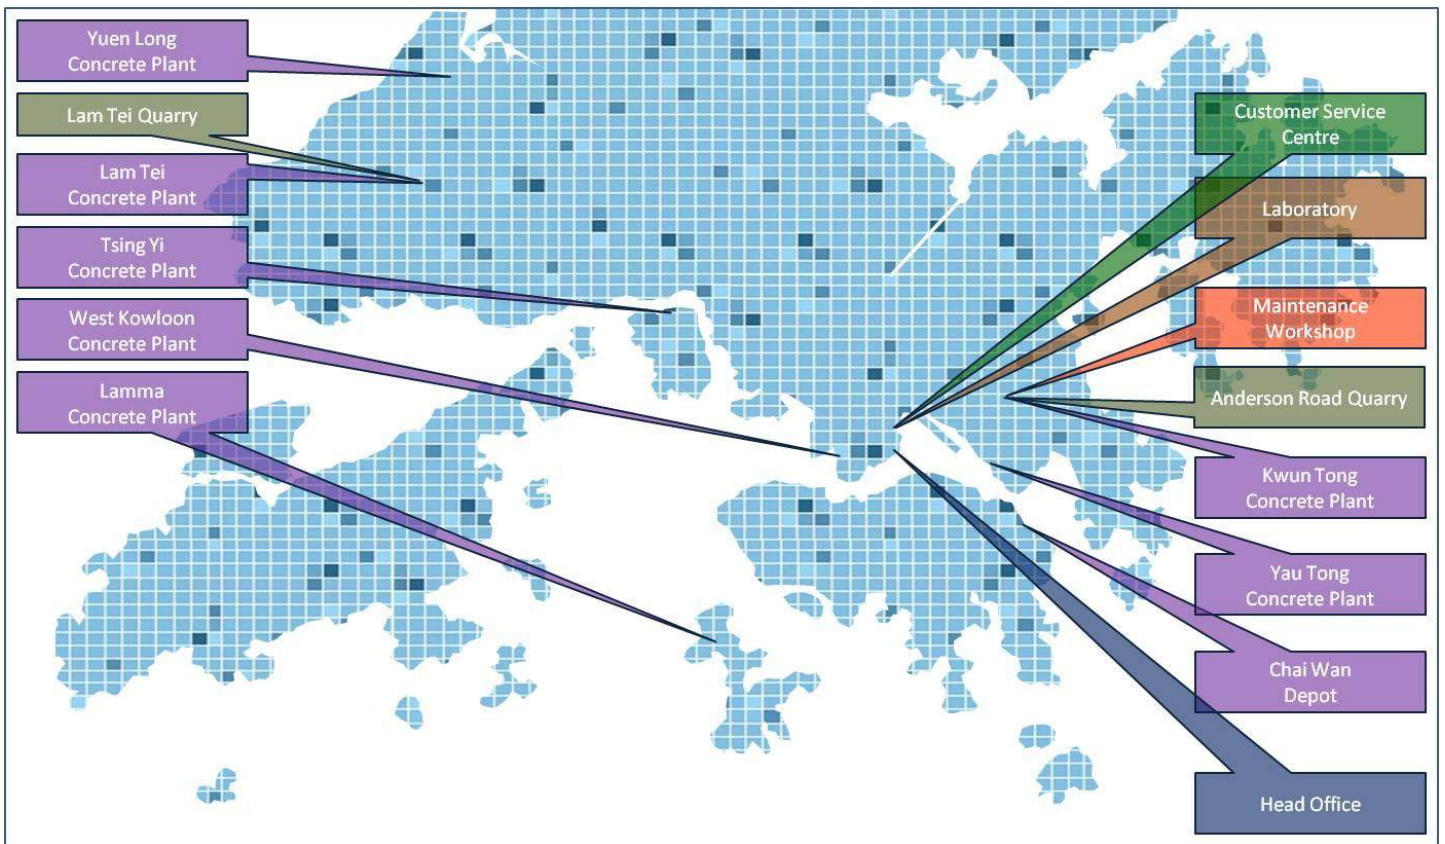 Yuen Long
Concrete Plant
Lam Tei Quarry
Lam Tei
Concrete Plant
Tsing Yi
Concrete Plant
West Kowloon
Concrete Plant
Lamma
Concrete Plant
Customer Service
Centre
Laboratory
Maintenance
Workshop
Anderson Road Quarry
Kwun Tong
Concrete Plant
Yau Tong
Concrete Plant
Chai Wan
Depot
Head Office